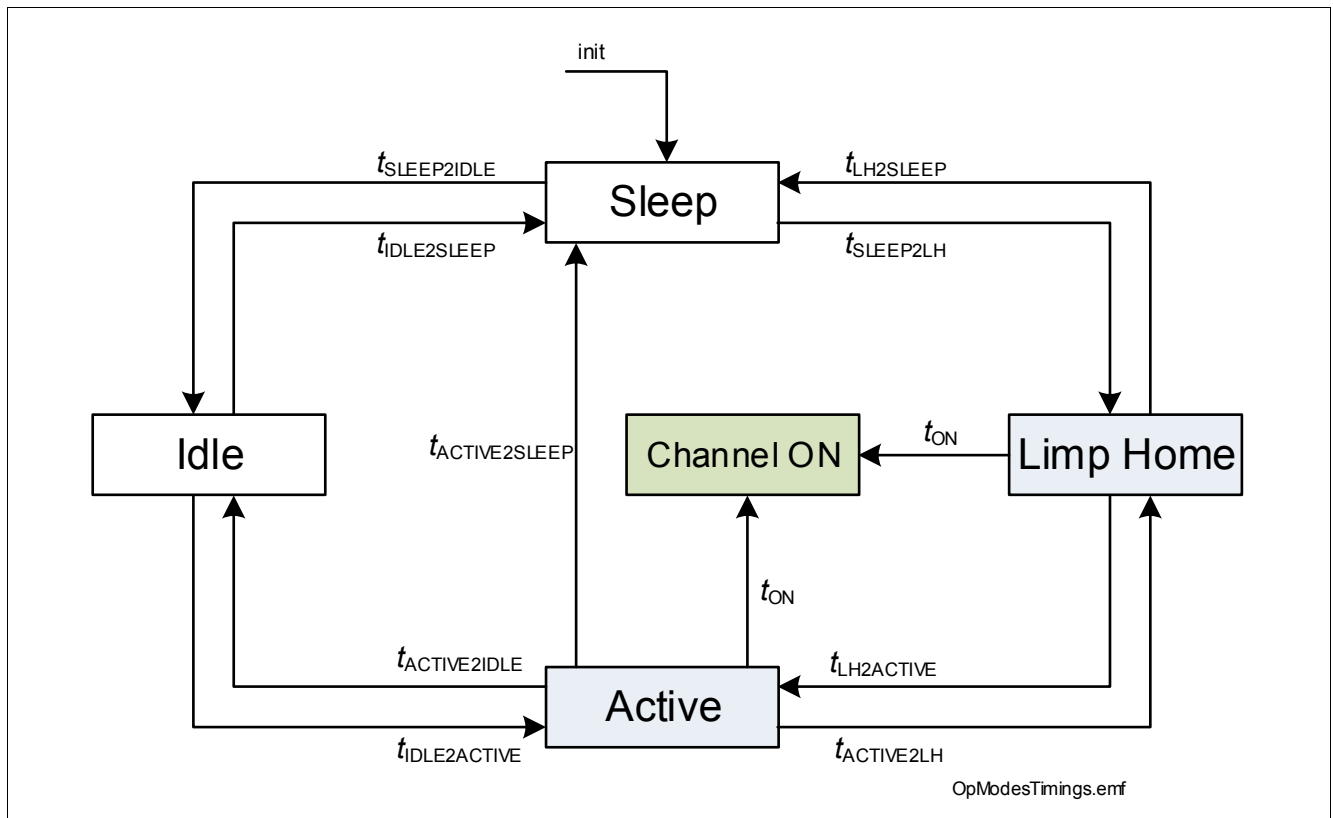 init
tSLEEP2IDLE
tLH2SLEEP
Sleep
tIDLE2SLEEP
tSLEEP2LH
Idle
tACTIVE2SLEEP
Channel ON
tON
Limp Home
tON
tACTIVE2IDLE
tLH2ACTIVE
Active
tIDLE2ACTIVE
tACTIVE2LH
OpModesTimings.emf